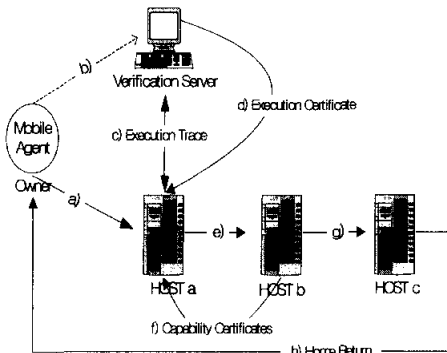 b)
Verification Server
d) Execution Certificate
c) Execution Trace
Mobile
Agent
Owner
a)
e)
g)
HOST a
HOST b
HOST c
f) Capability Certificates
h) Home Return